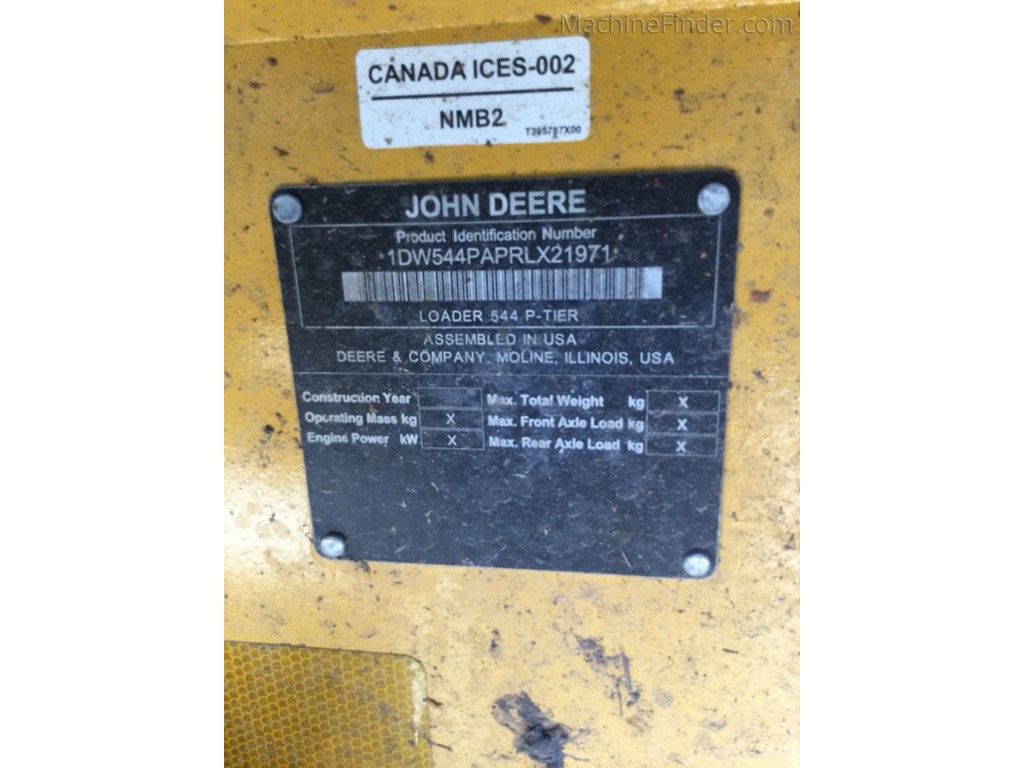 MachineFinder.com
CANADA ICES-002
NMB2
T395787X00
JOHN DEERE
Product Identification Number
*1DW544PAPRLX21971*
LOADER 544 P-TIER
ASSEMBLED IN USA
DEERE & COMPANY, MOLINE, ILLINOIS, USA
Construction Year Max. Total Weight kg X
Operating Mass kg X Max. Front Axle Load kg X
Engine Power kW X Max. Rear Axle Load kg X